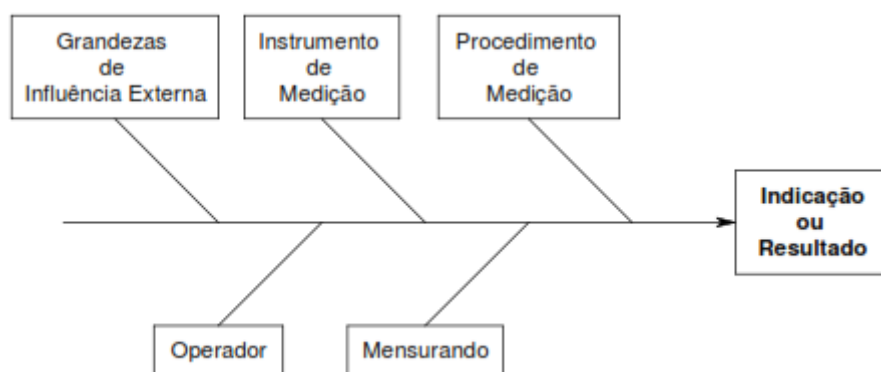 Grandezas
de
Influência Externa
Instrumento
de
Medição
Procedimento
de
Medição
Indicação
ou
Resultado
Operador
Mensurando